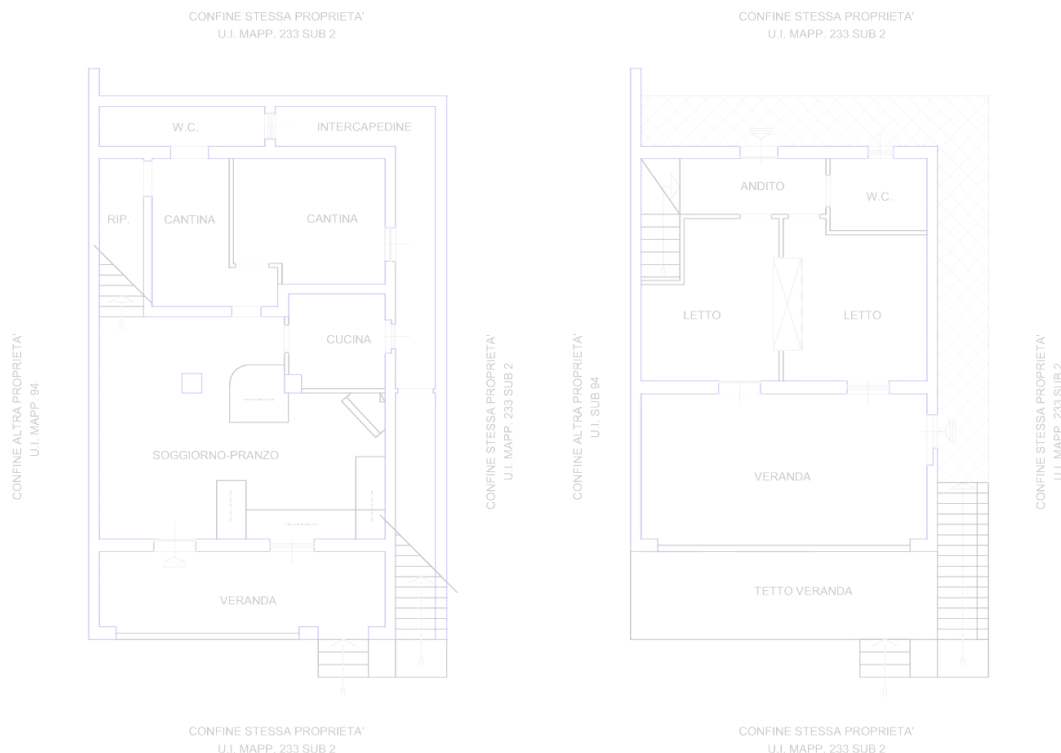 CONFINE STESSA PROPRIETA'
U.I. MAPP. 233 SUB 2
W.C.
INTERCAPEDINE
RIP.
CANTINA
CANTINA
CUCINA
SOGGIORNO-PRANZO
VERANDA
CONFINE ALTRA PROPRIETA'
U.I. MAPP. 94
CONFINE STESSA PROPRIETA'
U.I. MAPP. 233 SUB 2
CONFINE STESSA PROPRIETA'
U.I. MAPP. 233 SUB 2
CONFINE STESSA PROPRIETA'
U.I. MAPP. 233 SUB 2
ANDITO
W.C.
LETTO
LETTO
VERANDA
TETTO VERANDA
CONFINE ALTRA PROPRIETA'
U.I. SUB 94
CONFINE STESSA PROPRIETA'
U.I. MAPP. 233 SUB 2
CONFINE STESSA PROPRIETA'
U.I. MAPP. 233 SUB 2